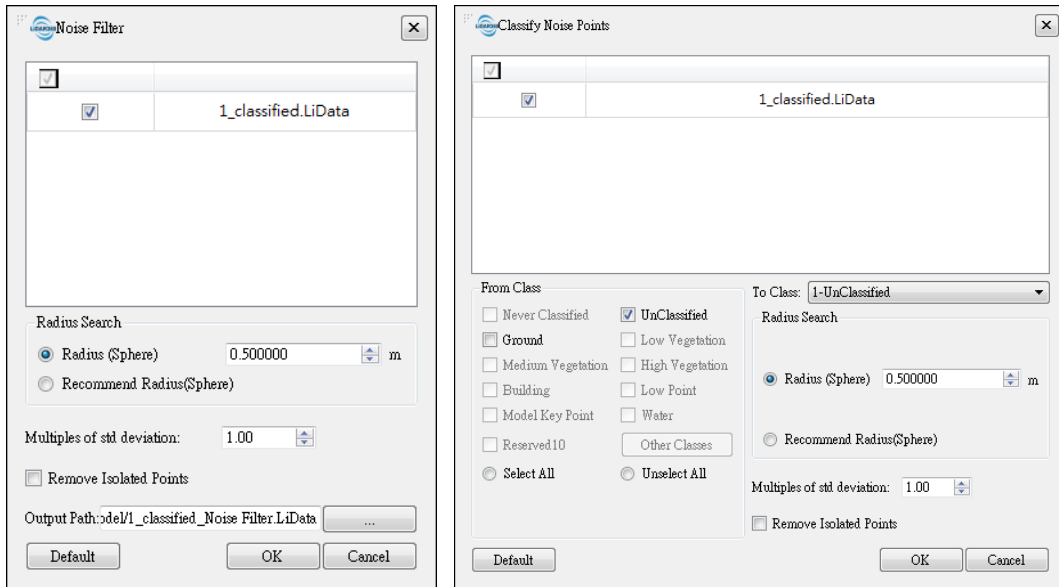 Noise Filter
1_classified.LiData
Radius Search
Radius (Sphere) 0.500000 m
Recommend Radius(Sphere)
Multiples of std deviation: 1.00
Remove Isolated Points
Output Path: odel/1_classified_Noise Filter.LiData ...
Default OK Cancel
Classify Noise Points
1_classified.LiData
From Class
Never Classified UnClassified
Ground Low Vegetation
Medium Vegetation High Vegetation
Building Low Point
Model Key Point Water
Reserved10 Other Classes
Select All Unselect All
To Class: 1-UnClassified
Radius Search
Radius (Sphere) 0.500000 m
Recommend Radius(Sphere)
Multiples of std deviation: 1.00
Remove Isolated Points
Default OK Cancel